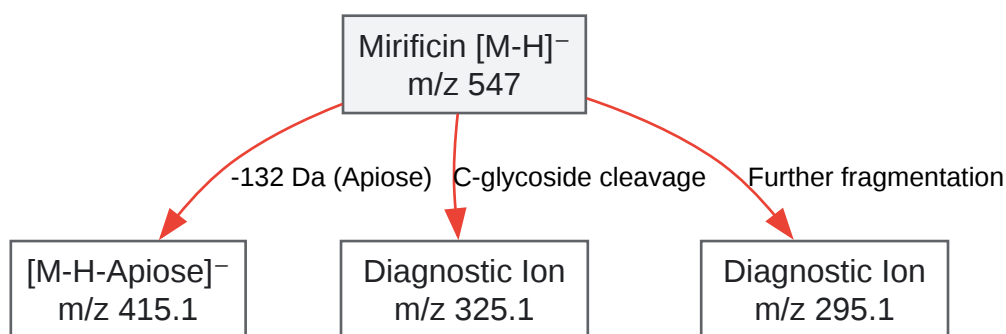 Mirificin [M-H]⁻
m/z 547
-132 Da (Apiose)
C-glycoside cleavage
Further fragmentation
[M-H-Apiose]⁻
m/z 415.1
Diagnostic Ion
m/z 325.1
Diagnostic Ion
m/z 295.1